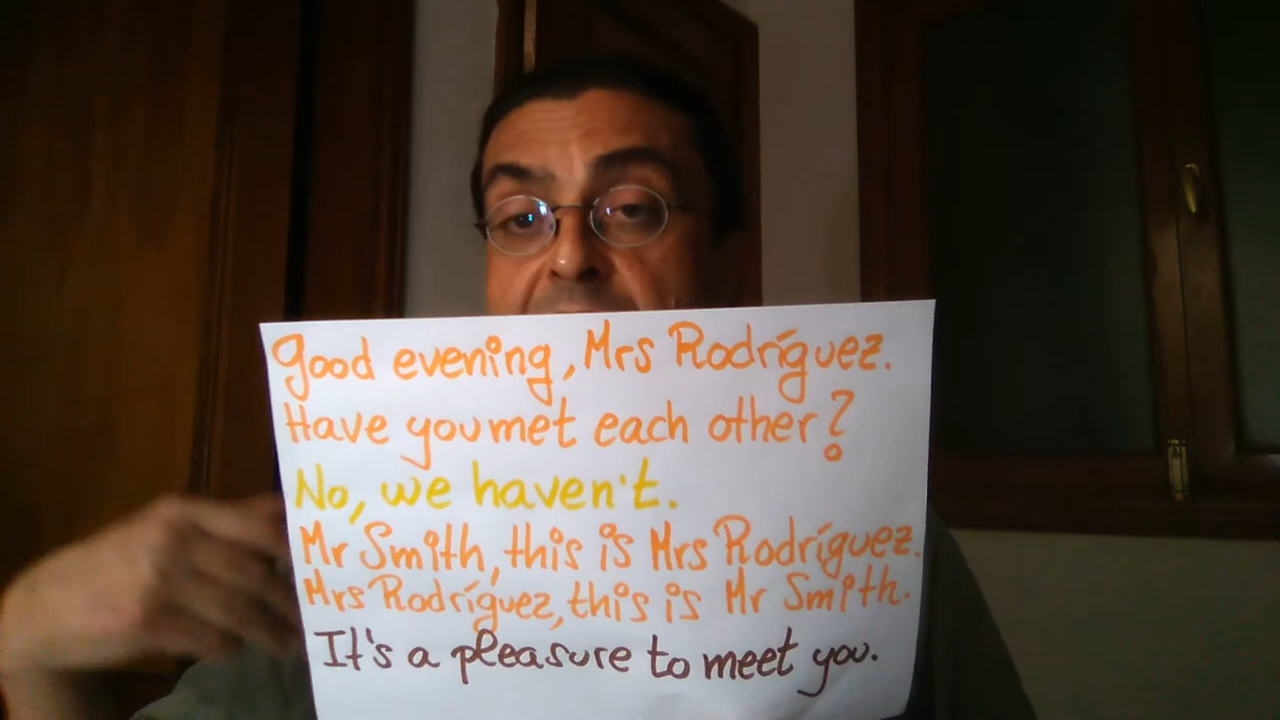 Good evening, Mrs Rodríguez.
Have you met each other?
No, we haven't.
Mr Smith, this is Mrs Rodríguez.
Mrs Rodríguez, this is Mr Smith.
It's a pleasure to meet you.